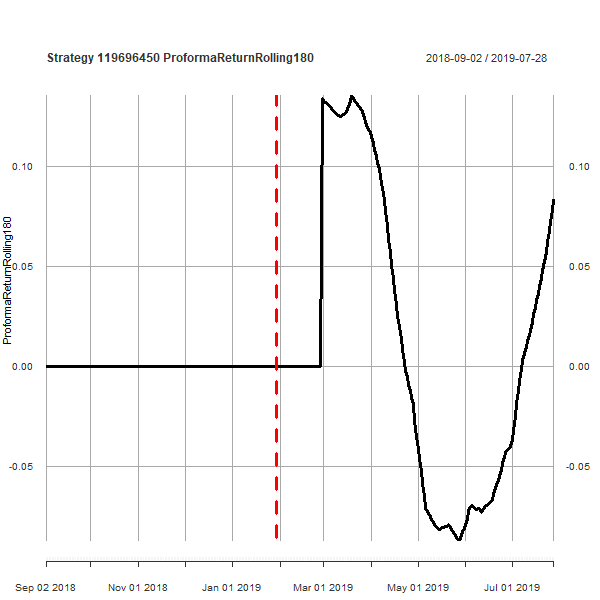 Strategy 119696450 ProformaReturnRolling180
2018-09-02 / 2019-07-28
ProformaReturnRolling180
0.10 0.10
0.05 0.05
0.00 0.00
-0.05 -0.05
Sep 02 2018 Nov 01 2018 Jan 01 2019 Mar 01 2019 May 01 2019 Jul 01 2019